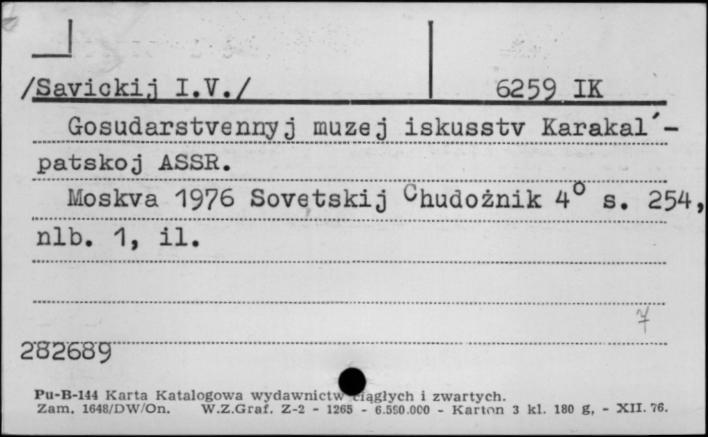 /Savickij I.V./ 6259 IK
Gosudarstvennyj muzej iskusstv Karakal´-
patskoj ASSR.
Moskva 1976 Sovetskij Chudożnik 4° s. 254,
nlb. 1, il.
7
282689
Pu-B-144 Karta Katalogowa wydawnictw ciągłych i zwartych.
Zam. 1648/DW/On. W.Z.Graf. Z-2 - 1265 - 6.550.000 - Karton 3 kl. 180 g, - XII. 76.